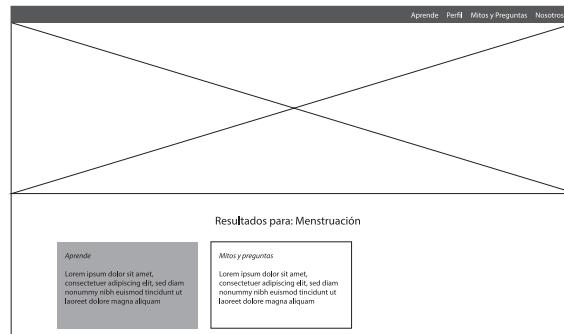 Aprende Perfil Mitos y Preguntas Nosotros
Resultados para: Menstruación
Aprende
Lorem ipsum dolor sit amet,
consectetuer adipiscing elit, sed diam
nonummy nibh euismod tincidunt ut
laoreet dolore magna aliquam
Mitos y preguntas
Lorem ipsum dolor sit amet,
consectetuer adipiscing elit, sed diam
nonummy nibh euismod tincidunt ut
laoreet dolore magna aliquam